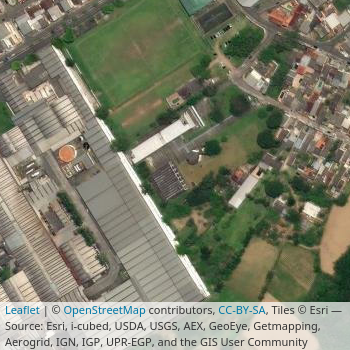 Leaflet | © OpenStreetMap contributors, CC-BY-SA, Tiles © Esri —
Source: Esri, i-cubed, USDA, USGS, AEX, GeoEye, Getmapping,
Aerogrid, IGN, IGP, UPR-EGP, and the GIS User Community